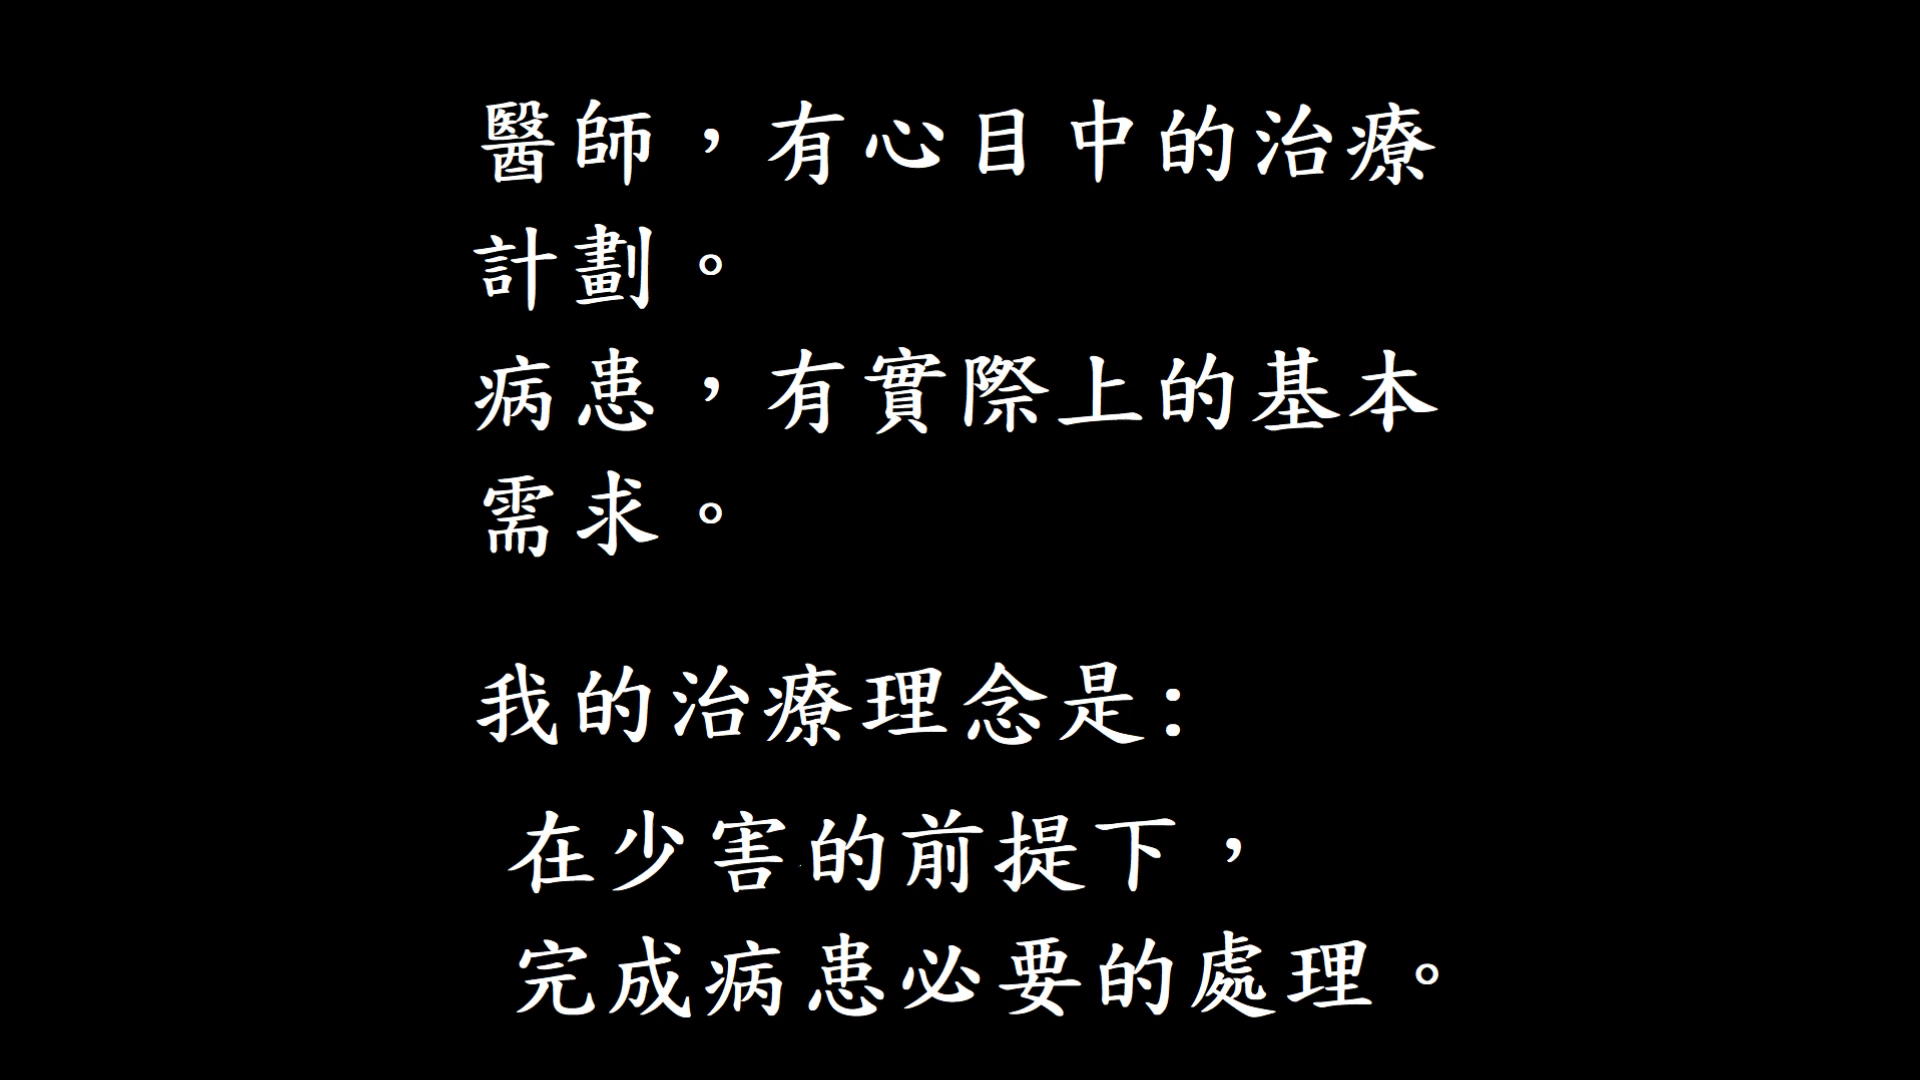 醫師，有心目中的治療
計劃。
病患，有實際上的基本
需求。
我的治療理念是:
在少害的前提下，
完成病患必要的處理。